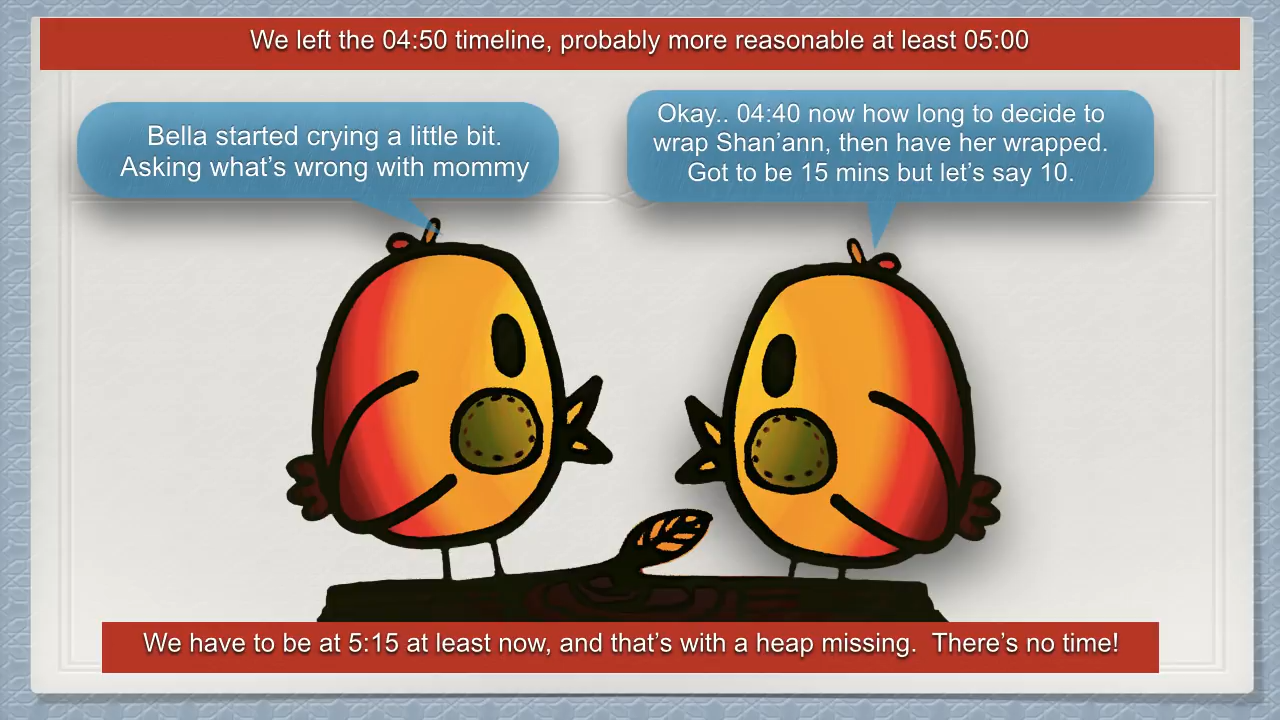 We left the 04:50 timeline, probably more reasonable at least 05:00
Bella started crying a little bit.
Asking what’s wrong with mommy
Okay.. 04:40 now how long to decide to
wrap Shan’ann, then have her wrapped.
Got to be 15 mins but let’s say 10.
We have to be at 5:15 at least now, and that’s with a heap missing.  There’s no time!